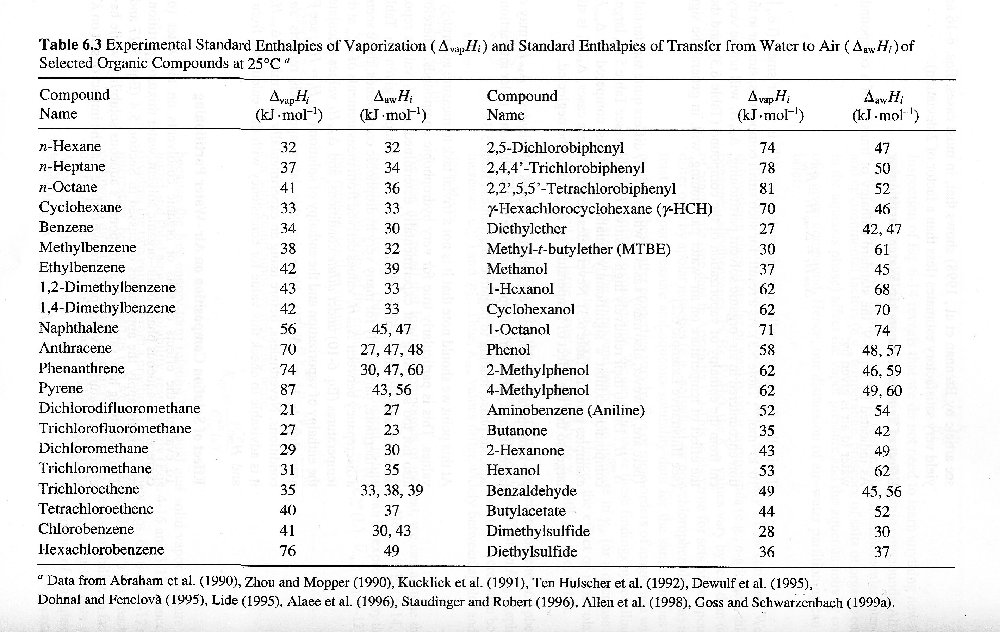 Table 6.3 Experimental Standard Enthalpies of Vaporization (ΔvapHi) and Standard Enthalpies of Transfer from Water to Air (ΔawHi) of
Selected Organic Compounds at 25°C a
Compound Name ΔvapHi (kJ·mol–1) ΔawHi (kJ·mol–1) Compound Name ΔvapHi (kJ·mol–1) ΔawHi (kJ·mol–1)
n-Hexane 32 32 2,5-Dichlorobiphenyl 74 47
n-Heptane 37 34 2,4,4’-Trichlorobiphenyl 78 50
n-Octane 41 36 2,2’,5,5’-Tetrachlorobiphenyl 81 52
Cyclohexane 33 33 γ-Hexachlorocyclohexane (γ-HCH) 70 46
Benzene 34 30 Diethylether 27 42, 47
Methylbenzene 38 32 Methyl-t-butylether (MTBE) 30 61
Ethylbenzene 42 39 Methanol 37 45
1,2-Dimethylbenzene 43 33 1-Hexanol 62 68
1,4-Dimethylbenzene 42 33 Cyclohexanol 62 70
Naphthalene 56 45, 47 1-Octanol 71 74
Anthracene 70 27, 47, 48 Phenol 58 48, 57
Phenanthrene 74 30, 47, 60 2-Methylphenol 62 46, 59
Pyrene 87 43, 56 4-Methylphenol 62 49, 60
Dichlorodifluoromethane 21 27 Aminobenzene (Aniline) 52 54
Trichlorofluoromethane 27 23 Butanone 35 42
Dichloromethane 29 30 2-Hexanone 43 49
Trichloromethane 31 35 Hexanol 53 62
Trichloroethene 35 33, 38, 39 Benzaldehyde 49 45, 56
Tetrachloroethene 40 37 Butylacetate 44 52
Chlorobenzene 41 30, 43 Dimethylsulfide 28 30
Hexachlorobenzene 76 49 Diethylsulfide 36 37
a Data from Abraham et al. (1990), Zhou and Mopper (1990), Kucklick et al. (1991), Ten Hulscher et al. (1992), Dewulf et al. (1995),
Dohnal and Fenclovà (1995), Lide (1995), Alaee et al. (1996), Staudinger and Robert (1996), Allen et al. (1998), Goss and Schwarzenbach (1999a).